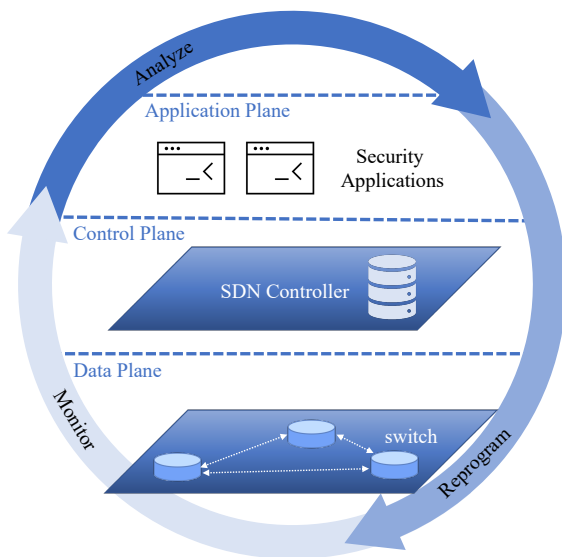 Analyze
Application Plane
Security
Applications
Control Plane
SDN Controller
Data Plane
Monitor
switch
Reprogram